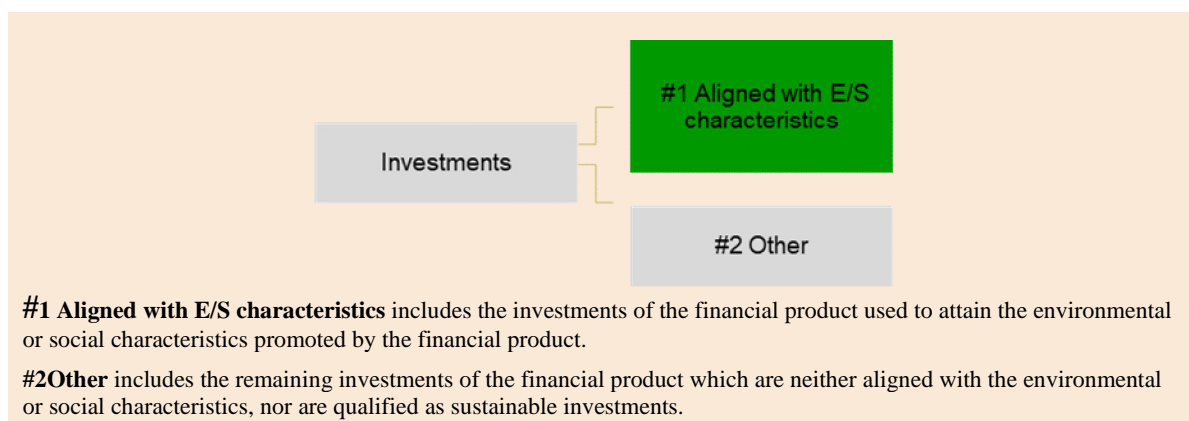 #1 Aligned with E/S
characteristics
Investments
#2 Other
#1 Aligned with E/S characteristics includes the investments of the financial product used to attain the environmental
or social characteristics promoted by the financial product.
#2Other includes the remaining investments of the financial product which are neither aligned with the environmental
or social characteristics, nor are qualified as sustainable investments.